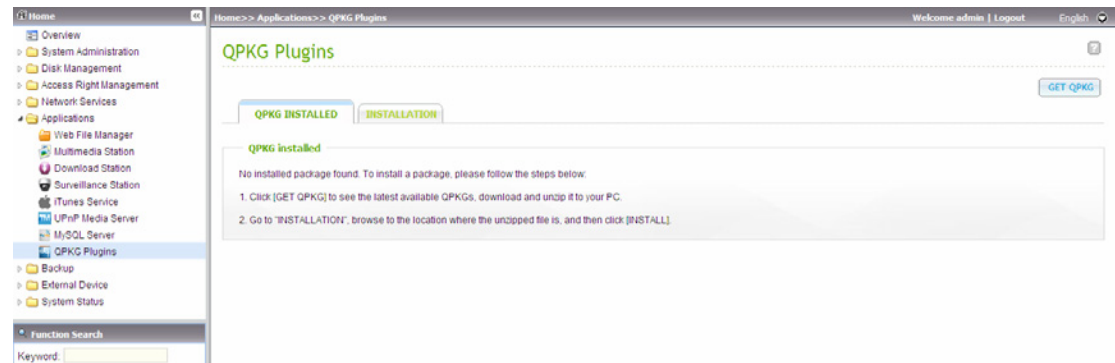 Home
Home>> Applications>> QPKG Plugins
Welcome admin | Logout
English
Overview
System Administration
Disk Management
Access Right Management
Network Services
Applications
Web File Manager
Multimedia Station
Download Station
Surveillance Station
iTunes Service
UPnP Media Server
MySQL Server
QPKG Plugins
Backup
External Device
System Status
Function Search
Keyword:
QPKG Plugins
GET QPKG
QPKG INSTALLED
INSTALLATION
QPKG installed
No installed package found. To install a package, please follow the steps below:
1. Click [GET QPKG] to see the latest available QPKGs, download and unzip it to your PC.
2. Go to "INSTALLATION", browse to the location where the unzipped file is, and then click [INSTALL].